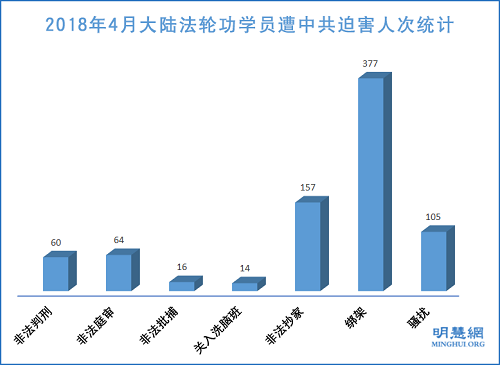 2018年4月大陆法轮功学员遭中共迫害人次统计
377
157
105
60
64
16
14
非法判刑
非法庭审
非法批捕
关入洗脑班
非法抄家
绑架
骚扰
明慧網
MINGHUI.ORG